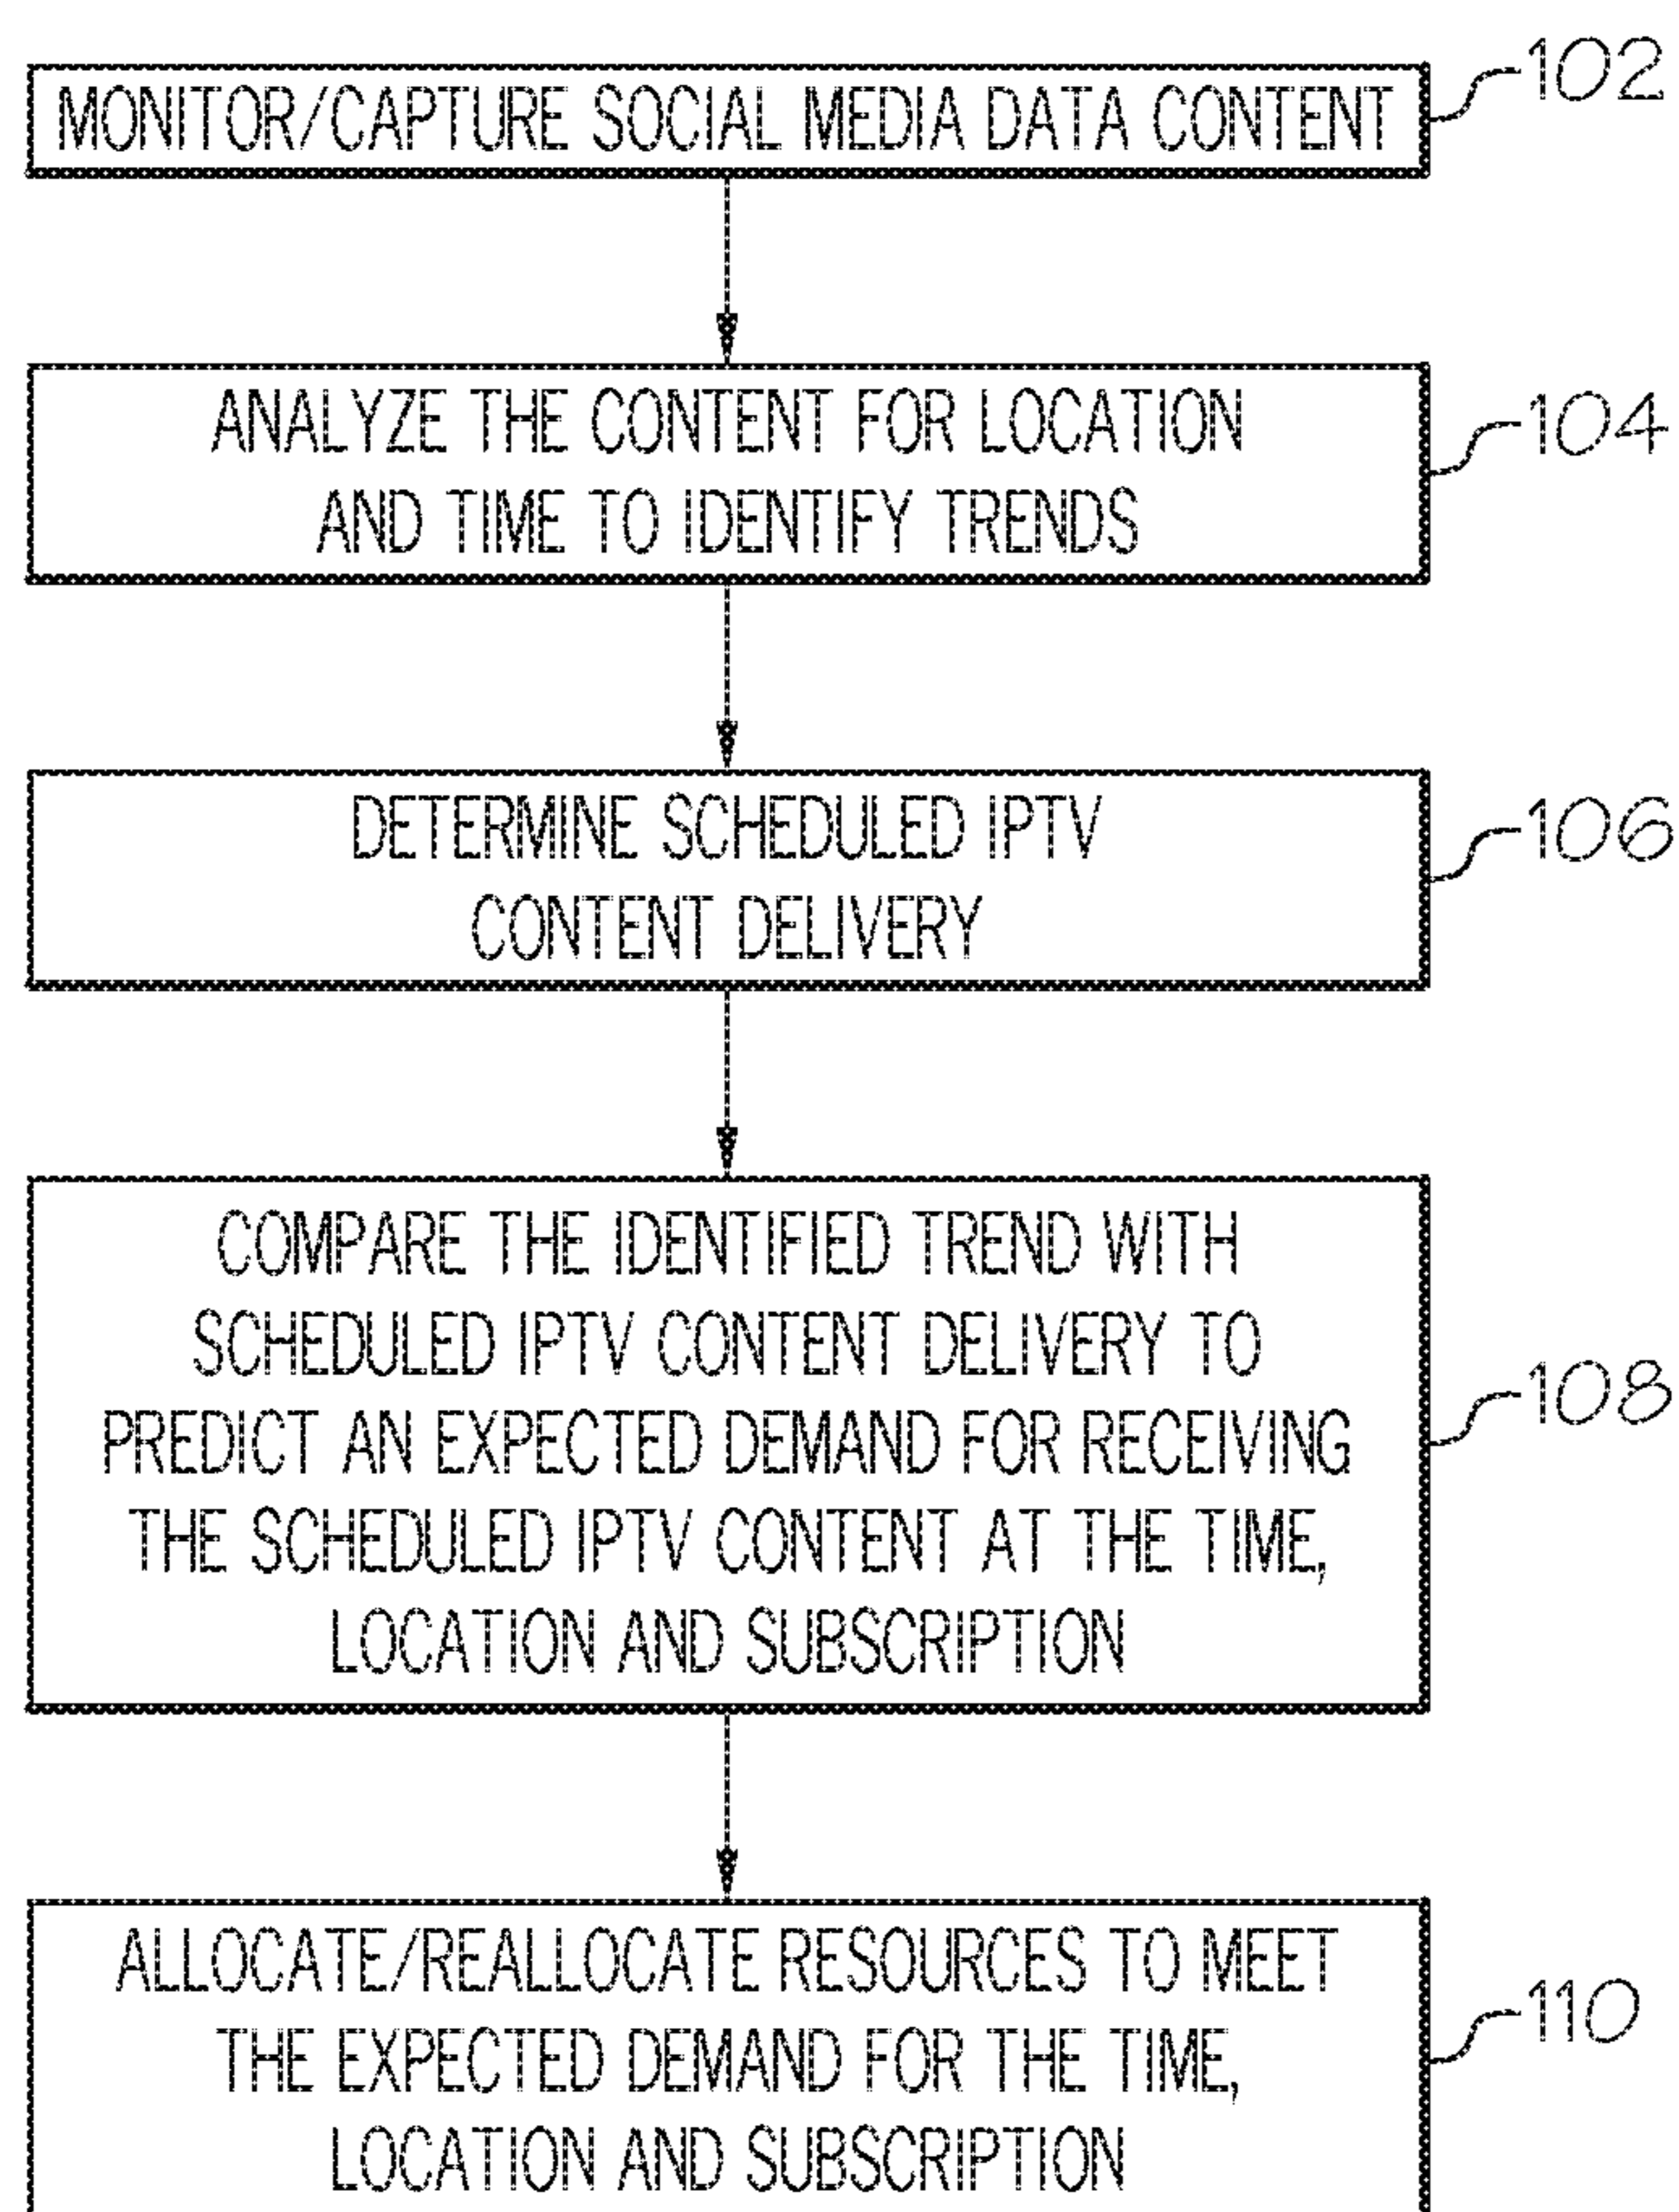 MONITOR/CAPTURE SOCIAL MEDIA DATA CONTENT
102
ANALYZE THE CONTENT FOR LOCATION
AND TIME TO IDENTIFY TRENDS
104
DETERMINE SCHEDULED IPTV
CONTENT DELIVERY
106
COMPARE THE IDENTIFIED TREND WITH
SCHEDULED IPTV CONTENT DELIVERY TO
PREDICT AN EXPECTED DEMAND FOR RECEIVING
THE SCHEDULED IPTV CONTENT AT THE TIME,
LOCATION AND SUBSCRIPTION
108
ALLOCATE/REALLOCATE RESOURCES TO MEET
THE EXPECTED DEMAND FOR THE TIME,
LOCATION AND SUBSCRIPTION
110